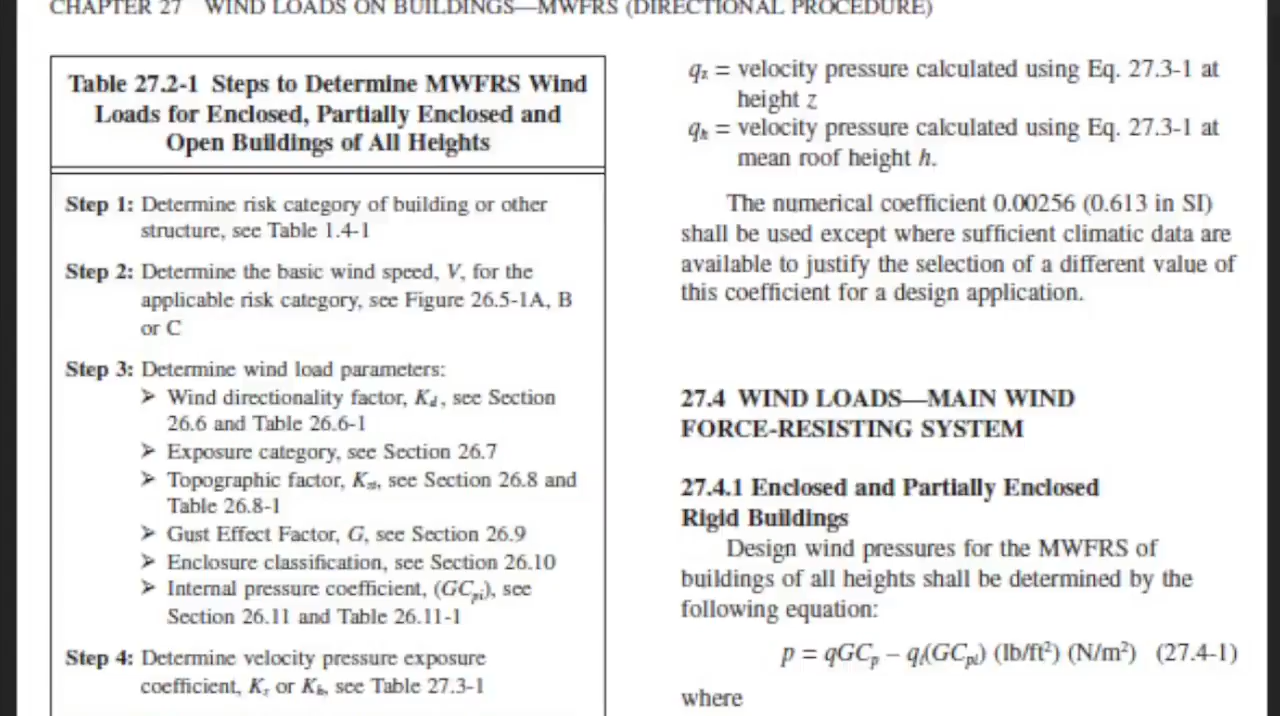 CHAPTER 27 WIND LOADS ON BUILDINGS—MWFRS (DIRECTIONAL PROCEDURE)
Table 27.2-1 Steps to Determine MWFRS Wind
Loads for Enclosed, Partially Enclosed and
Open Buildings of All Heights
Step 1: Determine risk category of building or other
structure, see Table 1.4-1
Step 2: Determine the basic wind speed, V, for the
applicable risk category, see Figure 26.5-1A, B
or C
Step 3: Determine wind load parameters:
➤ Wind directionality factor, K_d, see Section
26.6 and Table 26.6-1
➤ Exposure category, see Section 26.7
➤ Topographic factor, K_zt, see Section 26.8 and
Table 26.8-1
➤ Gust Effect Factor, G, see Section 26.9
➤ Enclosure classification, see Section 26.10
➤ Internal pressure coefficient, (GC_pi), see
Section 26.11 and Table 26.11-1
Step 4: Determine velocity pressure exposure
coefficient, K_z or K_h, see Table 27.3-1
q_z = velocity pressure calculated using Eq. 27.3-1 at
height z
q_h = velocity pressure calculated using Eq. 27.3-1 at
mean roof height h.
The numerical coefficient 0.00256 (0.613 in SI)
shall be used except where sufficient climatic data are
available to justify the selection of a different value of
this coefficient for a design application.
27.4 WIND LOADS—MAIN WIND
FORCE-RESISTING SYSTEM
27.4.1 Enclosed and Partially Enclosed
Rigid Buildings
Design wind pressures for the MWFRS of
buildings of all heights shall be determined by the
following equation:
p = qGC_p – q_i(GC_pi) (lb/ft²) (N/m²) (27.4-1)
where